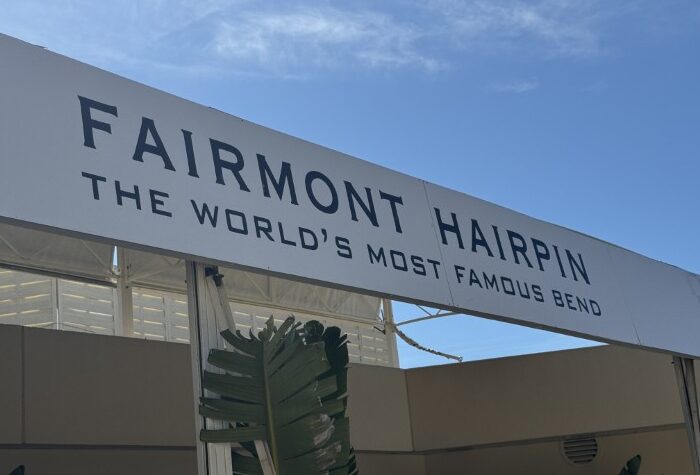 FAIRMONT HAIRPIN
THE WORLD'S MOST FAMOUS BEND